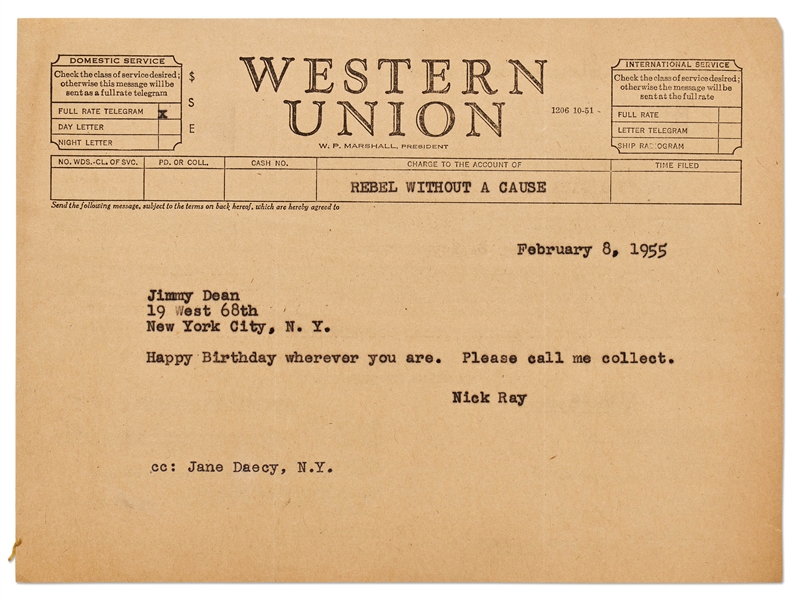 DOMESTIC SERVICE
Check the class of service desired;
otherwise this message will be
sent as a full rate telegram
FULL RATE TELEGRAM X
DAY LETTER
NIGHT LETTER
$
S
E
WESTERN
UNION
1206 10-51
W. P. MARSHALL, PRESIDENT
INTERNATIONAL SERVICE
Check the class of service desired;
otherwise the message will be
sent at the full rate
FULL RATE
LETTER TELEGRAM
SHIP RADIOGRAM
NO. WDS.-CL. OF SVC. PD. OR COLL. CASH NO. CHARGE TO THE ACCOUNT OF TIME FILED
REBEL WITHOUT A CAUSE
Send the following message, subject to the terms on back hereof, which are hereby agreed to
February 8, 1955
Jimmy Dean
19 West 68th
New York City, N. Y.
Happy Birthday wherever you are. Please call me collect.
Nick Ray
cc: Jane Daecy, N.Y.